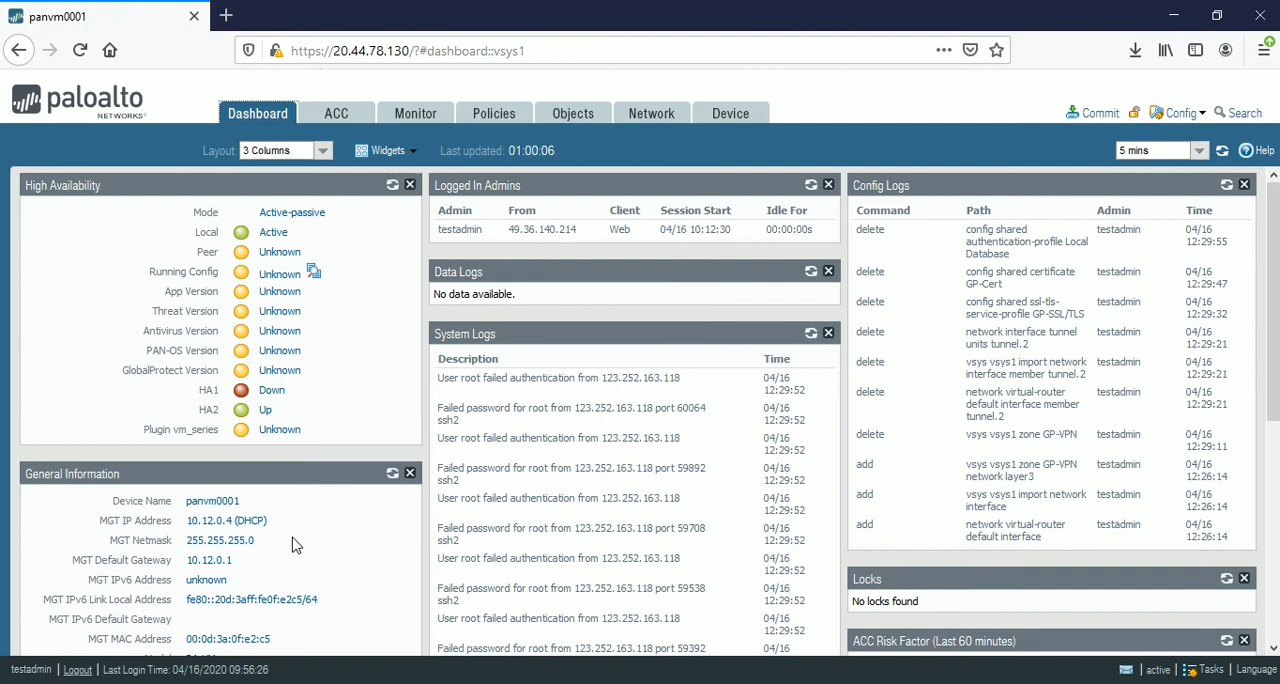 panvm0001
https://20.44.78.130/?#dashboard::vsys1
paloalto
NETWORKS
Dashboard ACC Monitor Policies Objects Network Device
Commit Config Search
Layout: 3 Columns Widgets Last updated: 01:00:06 5 mins Help
High Availability
Mode Active-passive
Local Active
Peer Unknown
Running Config Unknown
App Version Unknown
Threat Version Unknown
Antivirus Version Unknown
PAN-OS Version Unknown
GlobalProtect Version Unknown
HA1 Down
HA2 Up
Plugin vm_series Unknown
General Information
Device Name panvm0001
MGT IP Address 10.12.0.4 (DHCP)
MGT Netmask 255.255.255.0
MGT Default Gateway 10.12.0.1
MGT IPv6 Address unknown
MGT IPv6 Link Local Address fe80::20d:3aff:fe0f:e2c5/64
MGT IPv6 Default Gateway
MGT MAC Address 00:0d:3a:0f:e2:c5
Logged In Admins
Admin From Client Session Start Idle For
testadmin 49.36.140.214 Web 04/16 10:12:30 00:00:00s
Data Logs
No data available.
System Logs
Description Time
User root failed authentication from 123.252.163.118 04/16
12:29:52
Failed password for root from 123.252.163.118 port 60064 04/16
ssh2 12:29:52
User root failed authentication from 123.252.163.118 04/16
12:29:52
Failed password for root from 123.252.163.118 port 59892 04/16
ssh2 12:29:52
User root failed authentication from 123.252.163.118 04/16
12:29:52
Failed password for root from 123.252.163.118 port 59708 04/16
ssh2 12:29:52
User root failed authentication from 123.252.163.118 04/16
12:29:52
Failed password for root from 123.252.163.118 port 59538 04/16
ssh2 12:29:52
User root failed authentication from 123.252.163.118 04/16
12:29:52
Failed password for root from 123.252.163.118 port 59392 04/16
Config Logs
Command Path Admin Time
delete config shared testadmin 04/16
authentication-profile Local 12:29:55
Database
delete config shared certificate testadmin 04/16
GP-Cert 12:29:47
delete config shared ssl-tls- testadmin 04/16
service-profile GP-SSL/TLS 12:29:32
delete network interface tunnel testadmin 04/16
units tunnel.2 12:29:21
delete vsys vsys1 import network testadmin 04/16
interface member tunnel.2 12:29:21
delete network virtual-router testadmin 04/16
default interface member 12:29:21
tunnel.2
delete vsys vsys1 zone GP-VPN testadmin 04/16
12:29:11
add vsys vsys1 zone GP-VPN testadmin 04/16
network layer3 12:26:14
add vsys vsys1 import network testadmin 04/16
interface 12:26:14
add network virtual-router testadmin 04/16
default interface 12:26:14
Locks
No locks found
ACC Risk Factor (Last 60 minutes)
testadmin | Logout | Last Login Time: 04/16/2020 09:56:26
| active | Tasks | Language